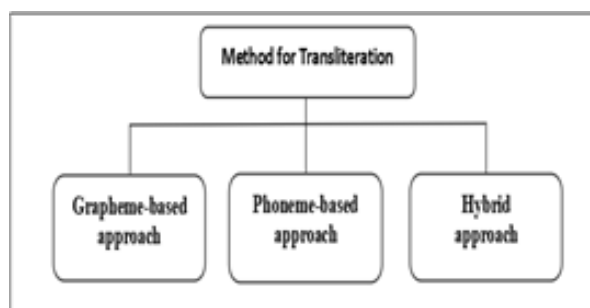 Method for Transliteration
Grapheme-based
approach
Phoneme-based
approach
Hybrid
approach